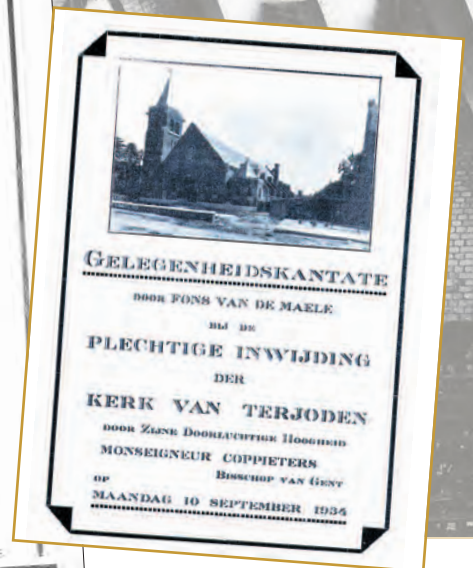 GELEGENHEIDSKANTATE
DOOR FONS VAN DE MAELE
BIJ DE
PLECHTIGE INWIJDING
DER
KERK VAN TERJODEN
DOOR ZIJNE DOORLUCHTIGE HOOGHEID
MONSEIGNEUR COPPIETERS
BISSCHOP VAN GENT
OP
MAANDAG 10 SEPTEMBER 1934